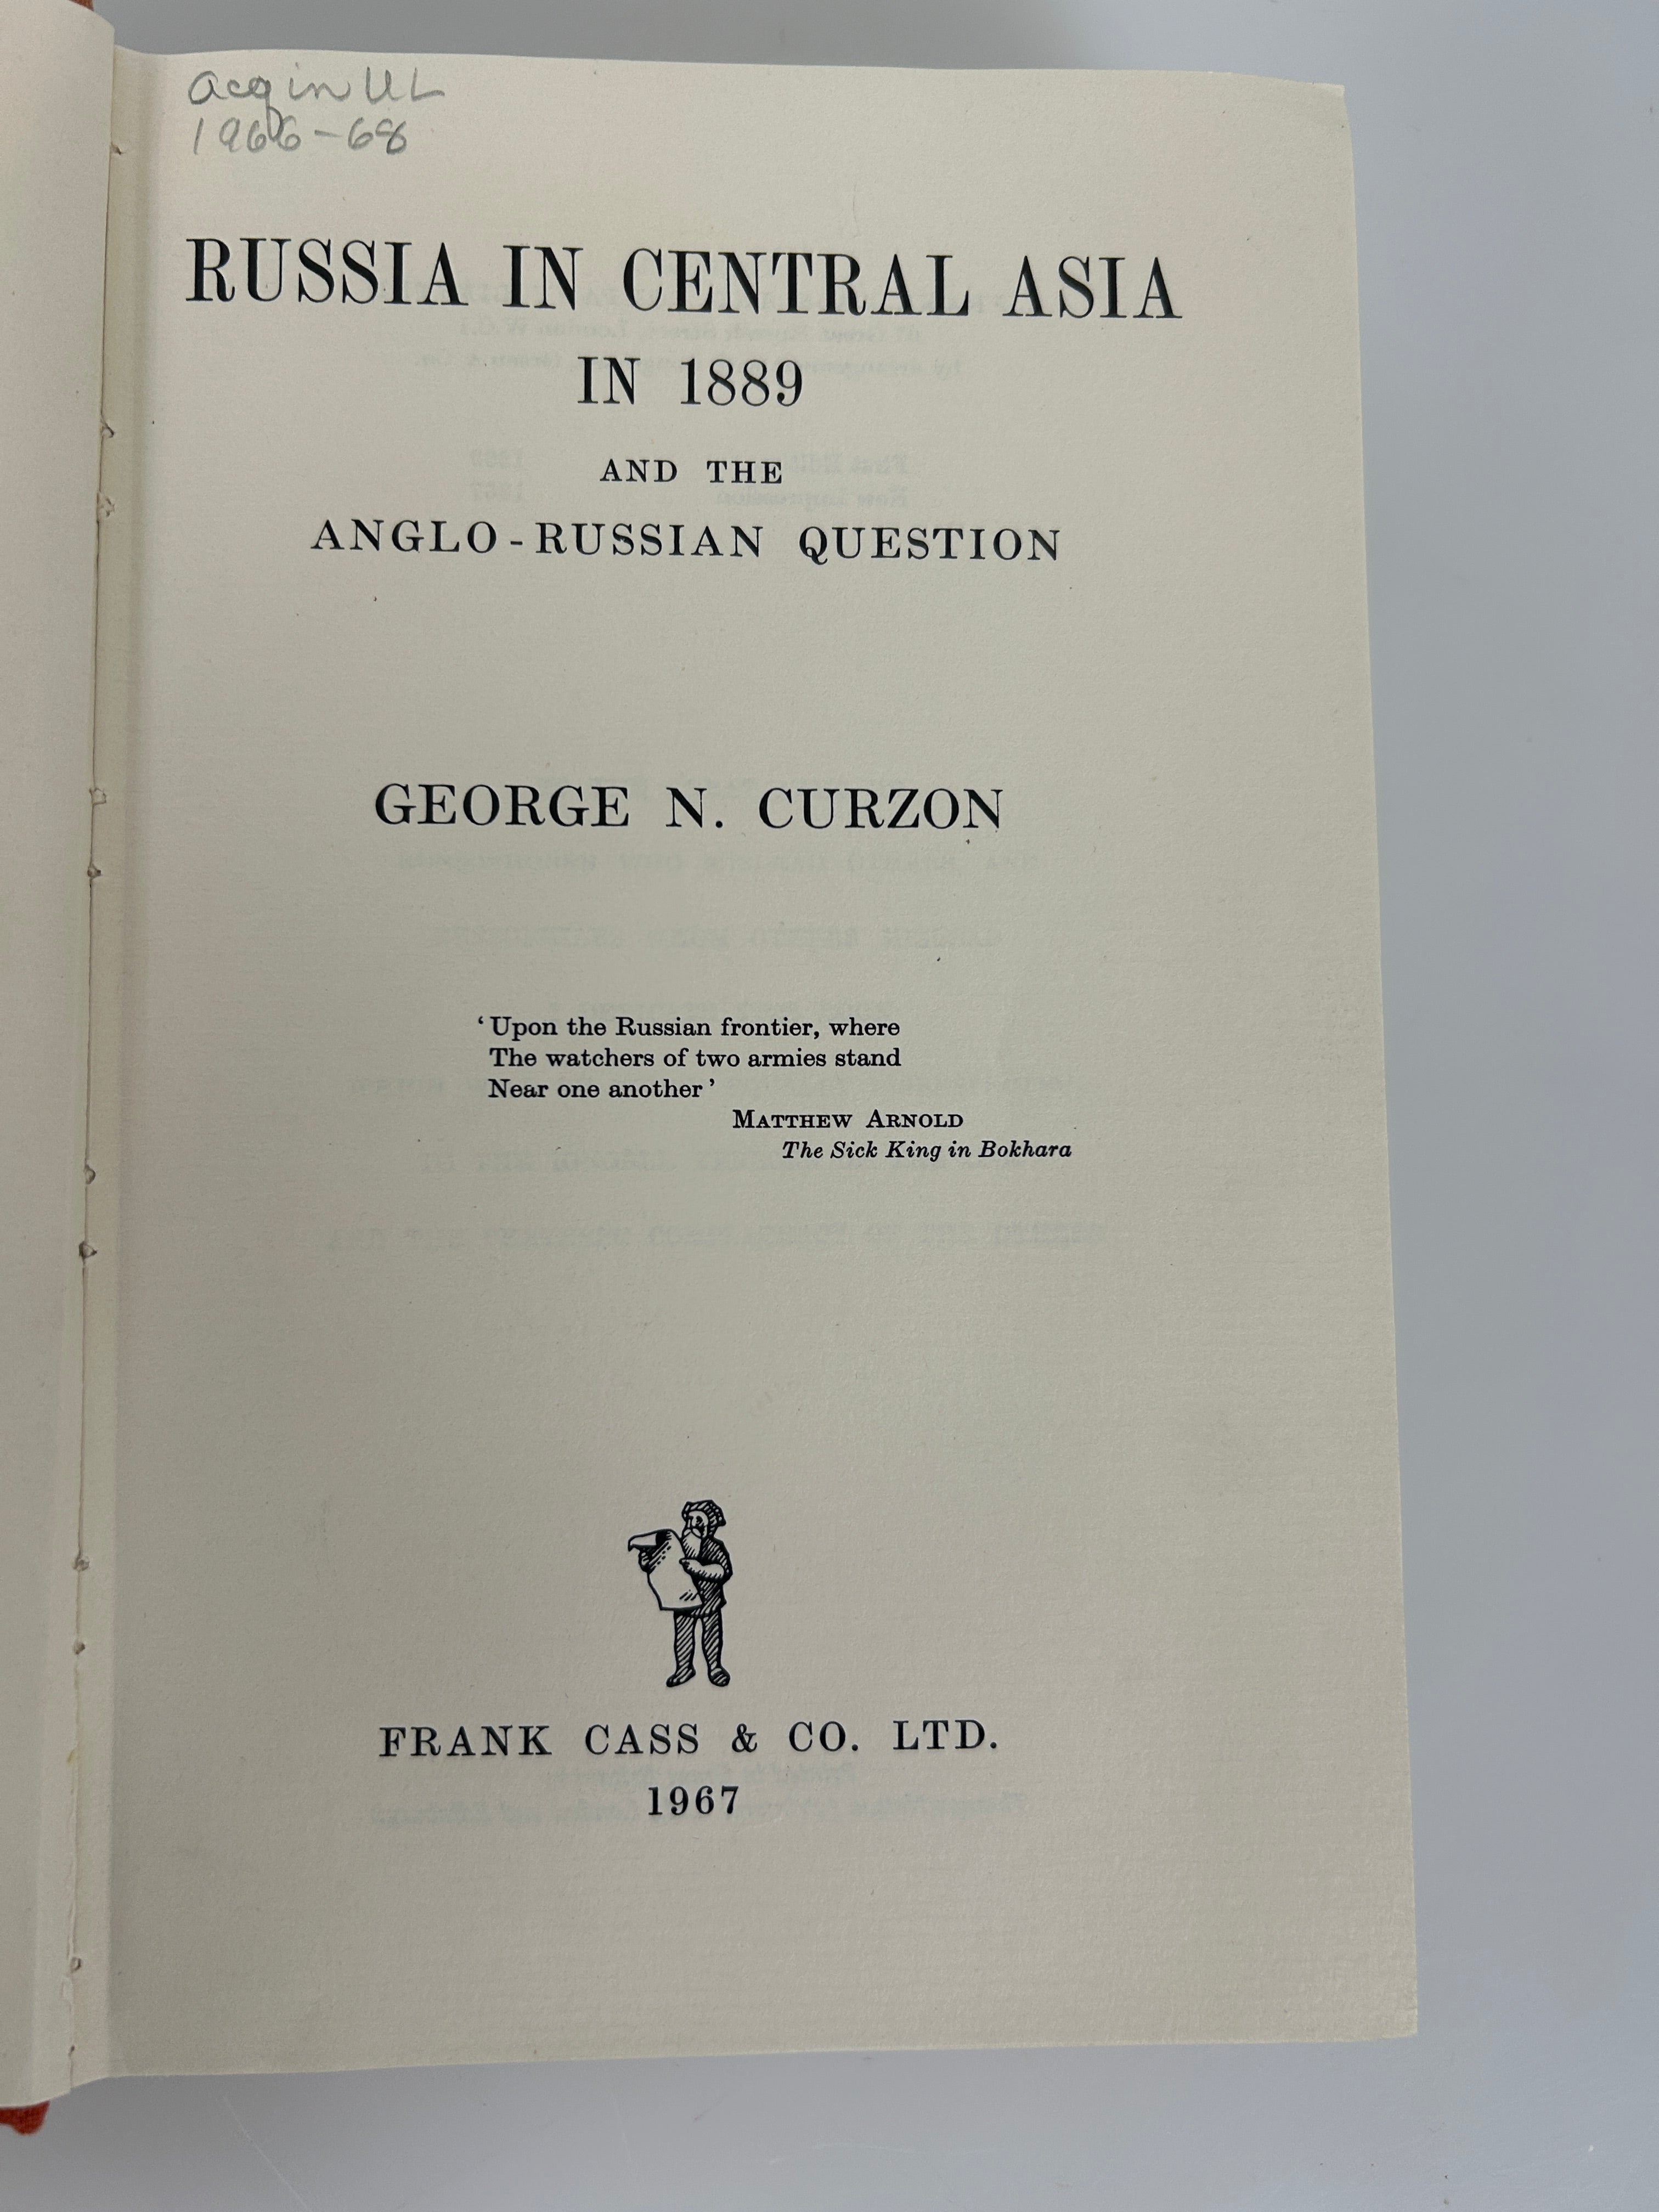 acq in UL
1966-68
RUSSIA IN CENTRAL ASIA
IN 1889
AND THE
ANGLO-RUSSIAN QUESTION
GEORGE N. CURZON
‘Upon the Russian frontier, where
The watchers of two armies stand
Near one another’
MATTHEW ARNOLD
The Sick King in Bokhara
FRANK CASS & CO. LTD.
1967